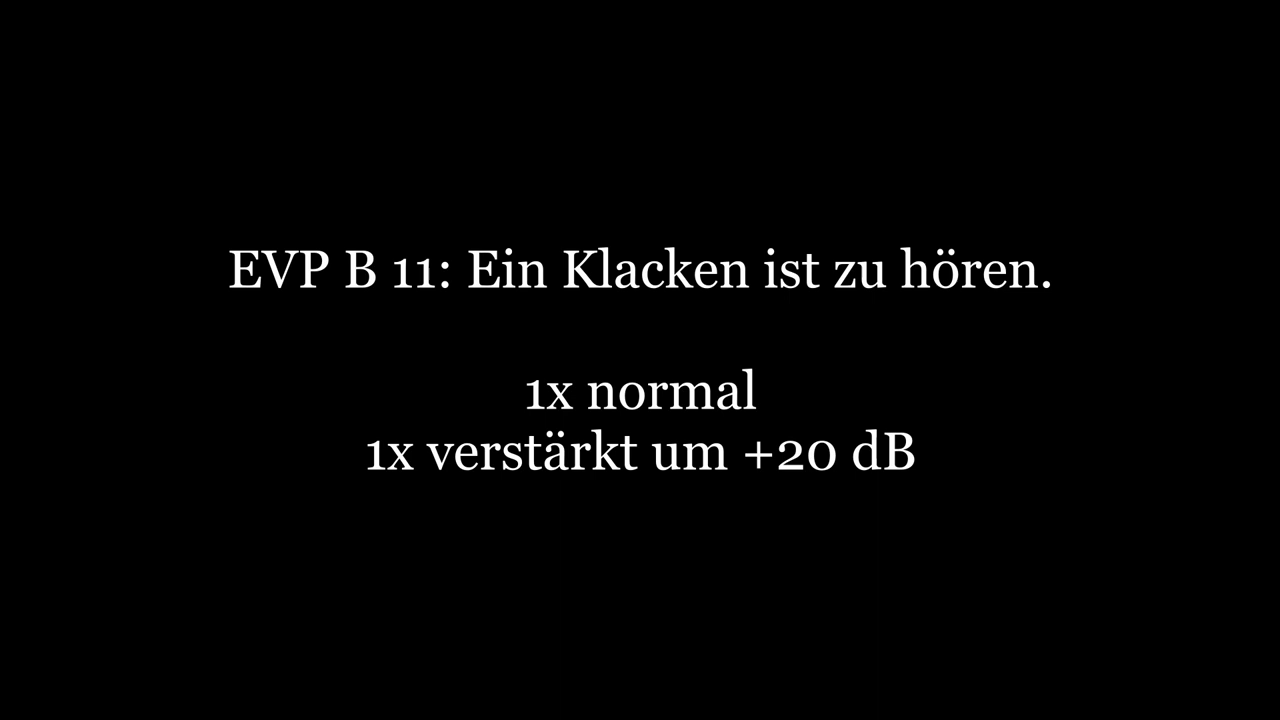 EVP B 11: Ein Klacken ist zu hören.
1x normal
1x verstärkt um +20 dB